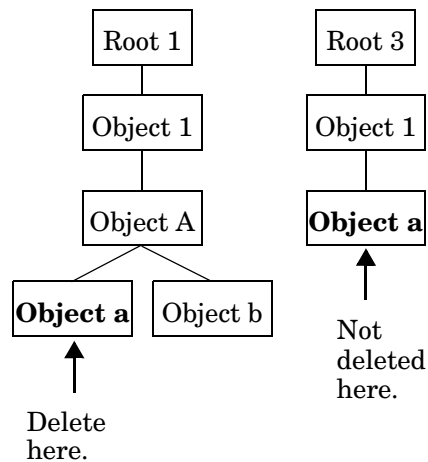 Root 1
Object 1
Object A
Object a
Object b
Delete
here.
Root 3
Object 1
Object a
Not
deleted
here.